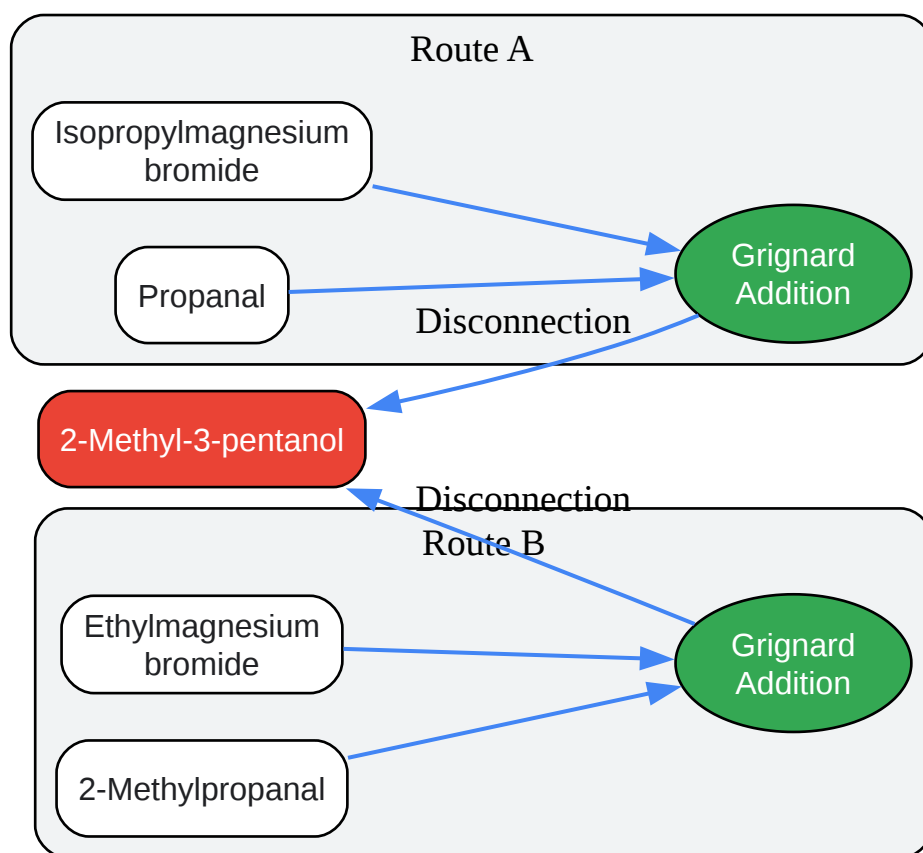 Route A
Isopropylmagnesium
bromide
Propanal
Grignard
Addition
Disconnection
2-Methyl-3-pentanol
Disconnection
Route B
Ethylmagnesium
bromide
Grignard
Addition
2-Methylpropanal